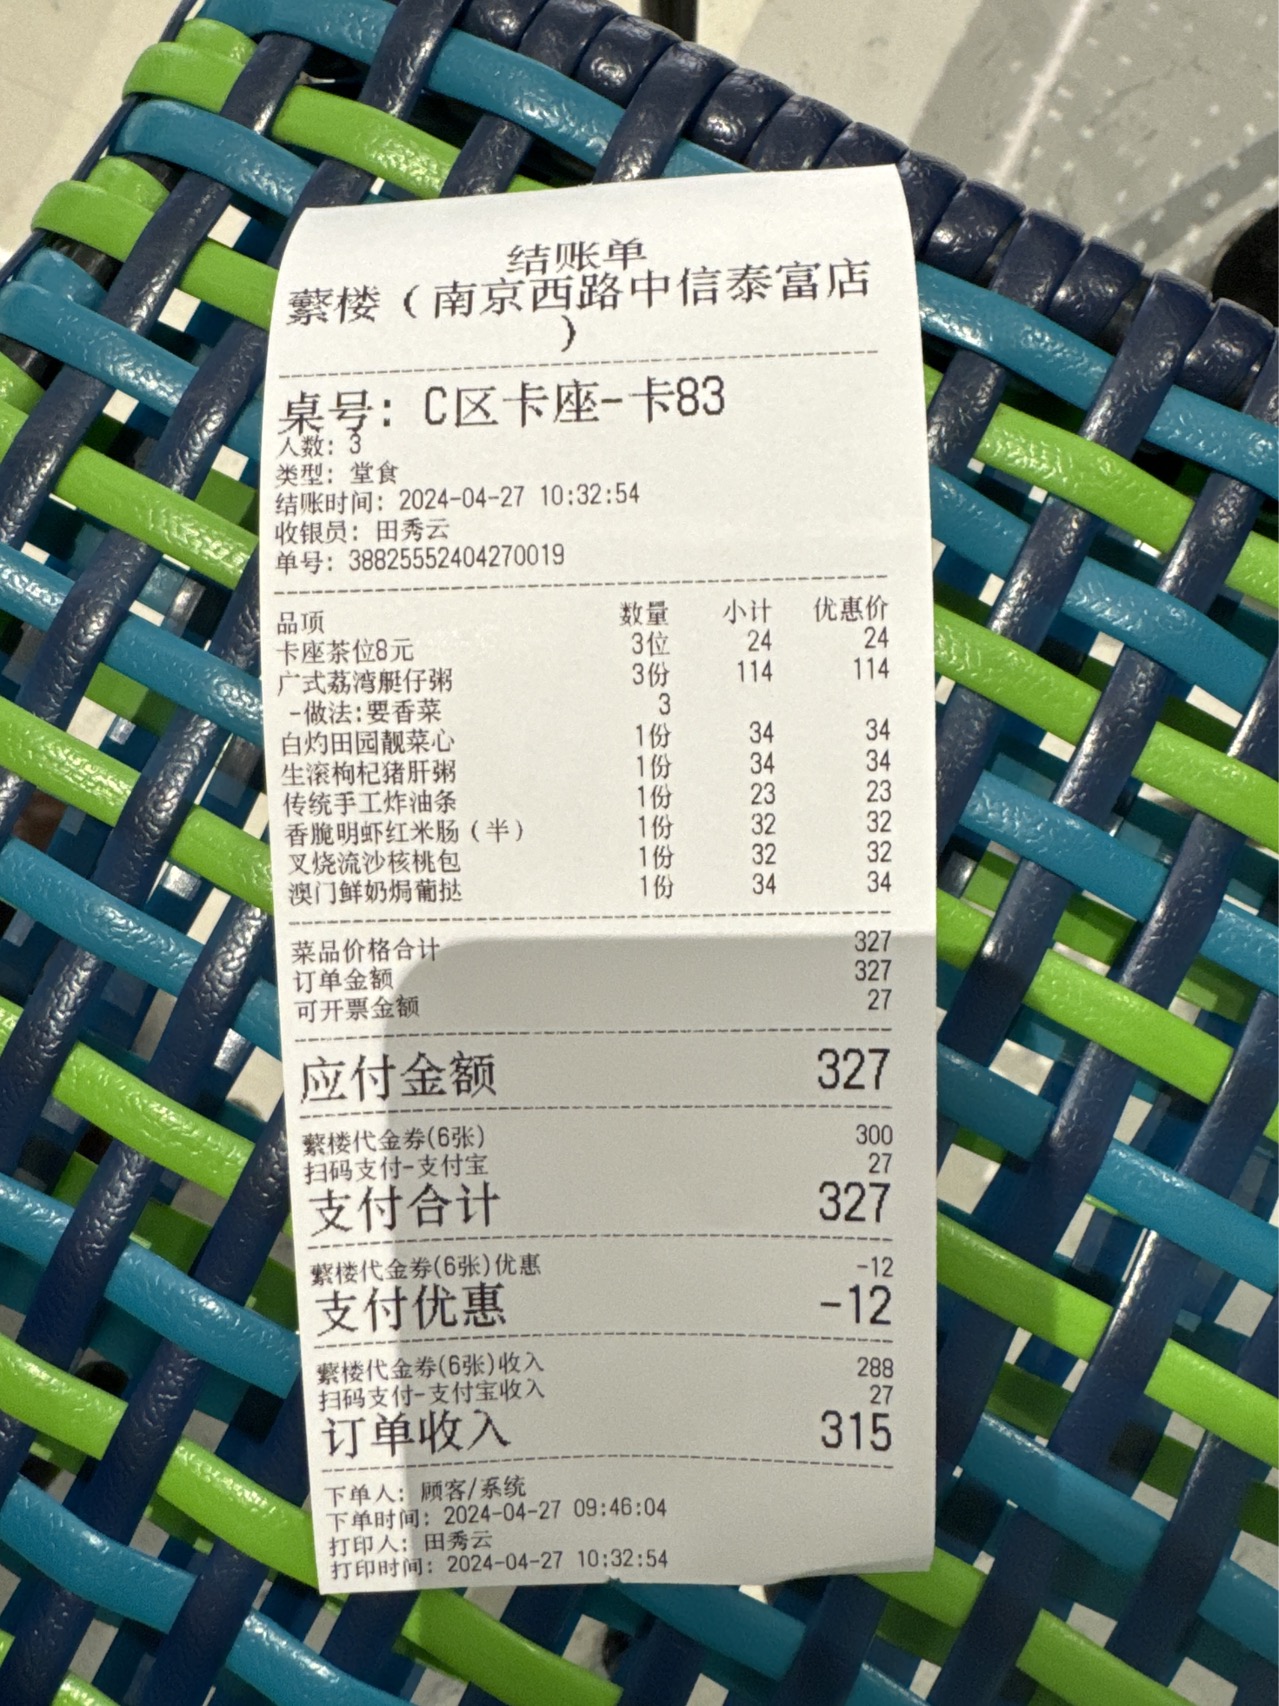 结账单
蘩楼（南京西路中信泰富店
）
桌号: C区卡座-卡83
人数: 3
类型: 堂食
结账时间: 2024-04-27 10:32:54
收银员: 田秀云
单号: 38825552404270019
品项 数量 小计 优惠价
卡座茶位8元 3位 24 24
广式荔湾艇仔粥 3份 114 114
-做法:要香菜 3
白灼田园靓菜心 1份 34 34
生滚枸杞猪肝粥 1份 34 34
传统手工炸油条 1份 23 23
香脆明虾红米肠（半） 1份 32 32
叉烧流沙核桃包 1份 32 32
澳门鲜奶焗葡挞 1份 34 34
菜品价格合计 327
订单金额 327
可开票金额 27
应付金额 327
蘩楼代金券(6张) 300
扫码支付-支付宝 27
支付合计 327
蘩楼代金券(6张)优惠 -12
支付优惠 -12
蘩楼代金券(6张)收入 288
扫码支付-支付宝收入 27
订单收入 315
下单人: 顾客/系统
下单时间: 2024-04-27 09:46:04
打印人: 田秀云
打印时间: 2024-04-27 10:32:54